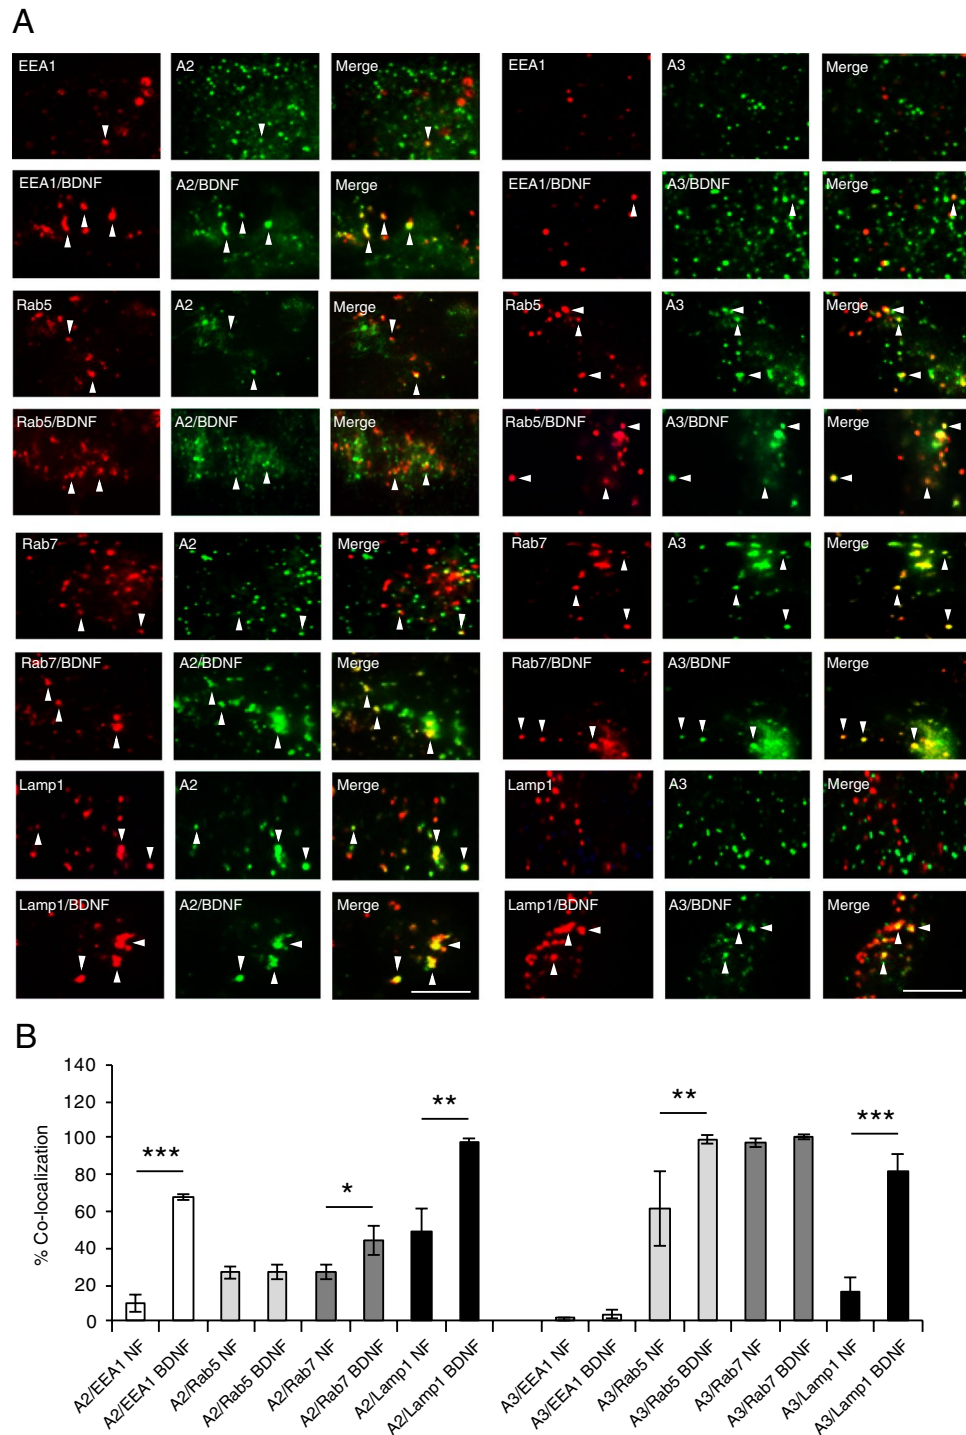 A
EEA1 A2 Merge EEA1 A3 Merge
EEA1/BDNF A2/BDNF Merge EEA1/BDNF A3/BDNF Merge
Rab5 A2 Merge Rab5 A3 Merge
Rab5/BDNF A2/BDNF Merge Rab5/BDNF A3/BDNF Merge
Rab7 A2 Merge Rab7 A3 Merge
Rab7/BDNF A2/BDNF Merge Rab7/BDNF A3/BDNF Merge
Lamp1 A2 Merge Lamp1 A3 Merge
Lamp1/BDNF A2/BDNF Merge Lamp1/BDNF A3/BDNF Merge
B
% Co-localization
140
120
100
80
60
40
20
0
*** * ** ** ***
A2/EEA1 NF
A2/EEA1 BDNF
A2/Rab5 NF
A2/Rab5 BDNF
A2/Rab7 NF
A2/Rab7 BDNF
A2/Lamp1 NF
A2/Lamp1 BDNF
A3/EEA1 NF
A3/EEA1 BDNF
A3/Rab5 NF
A3/Rab5 BDNF
A3/Rab7 NF
A3/Rab7 BDNF
A3/Lamp1 NF
A3/Lamp1 BDNF